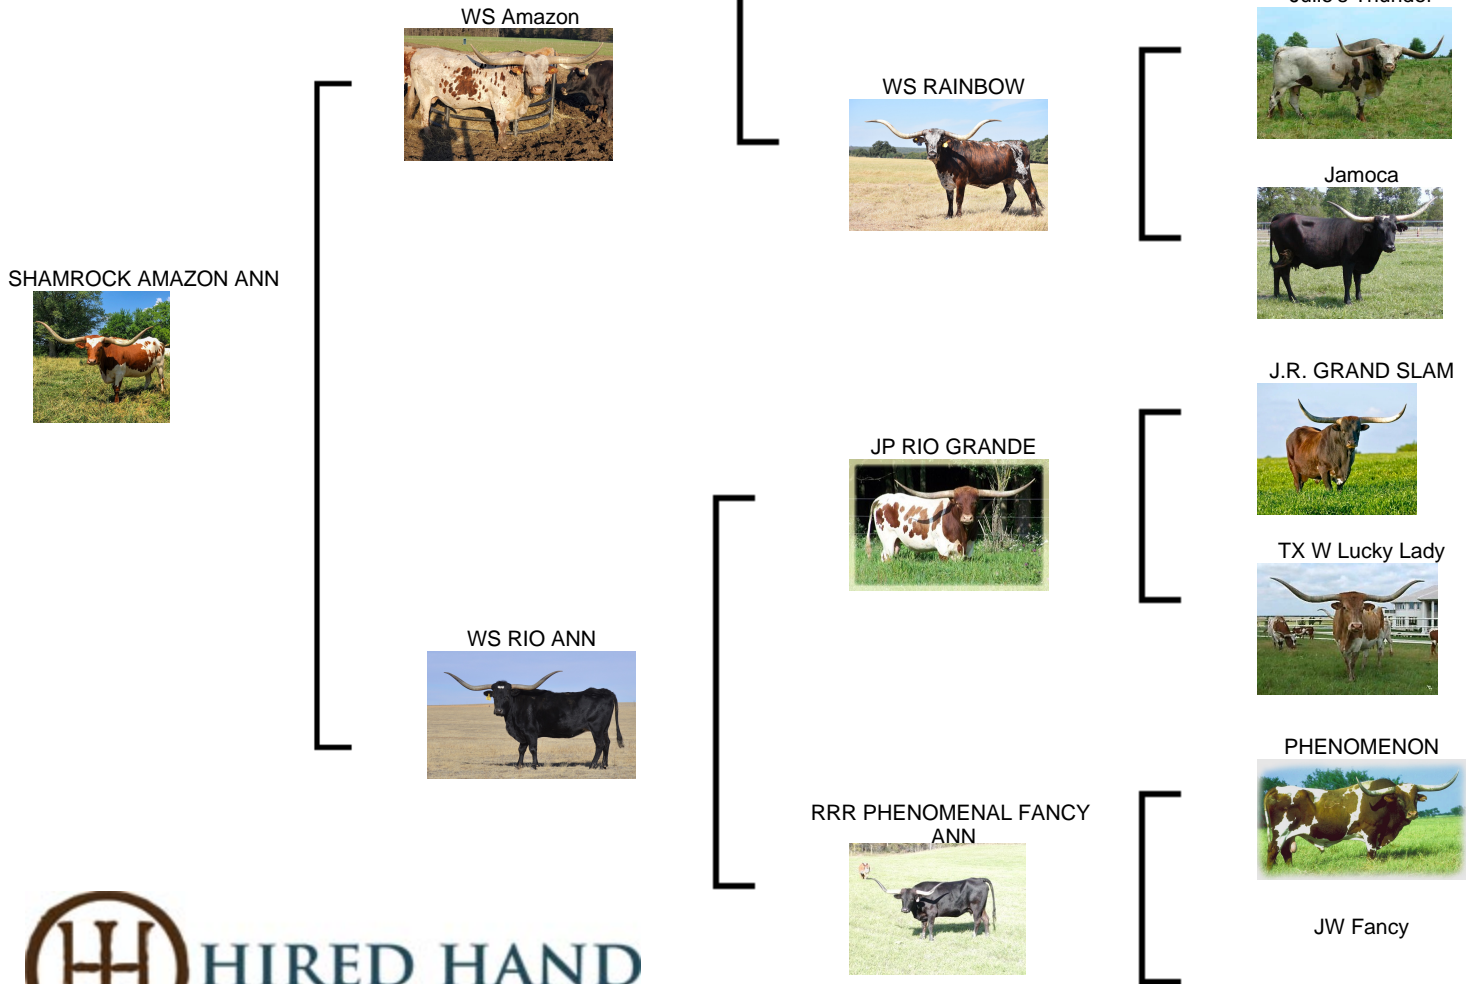 WS Amazon
WS RAINBOW
Jamoca
SHAMROCK AMAZON ANN
J.R. GRAND SLAM
JP RIO GRANDE
TX W Lucky Lady
WS RIO ANN
PHENOMENON
RRR PHENOMENAL FANCY
ANN
JW Fancy
HIRED HAND